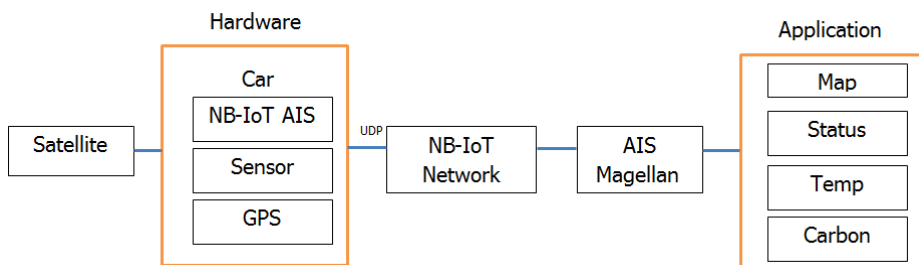 Hardware
Application
Car
Map
NB-IoT AIS
Satellite
Sensor
GPS
UDP
NB-IoT
Network
AIS
Magellan
Status
Temp
Carbon